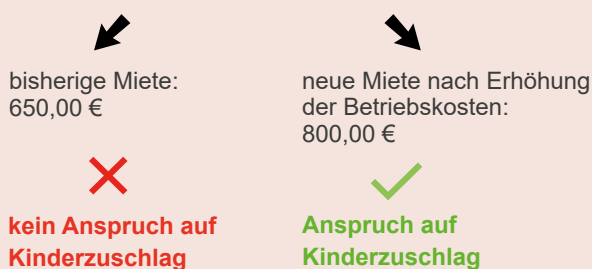 bisherige Miete:
650,00 €
neue Miete nach Erhöhung
der Betriebskosten:
800,00 €
kein Anspruch auf
Kinderzuschlag
Anspruch auf
Kinderzuschlag